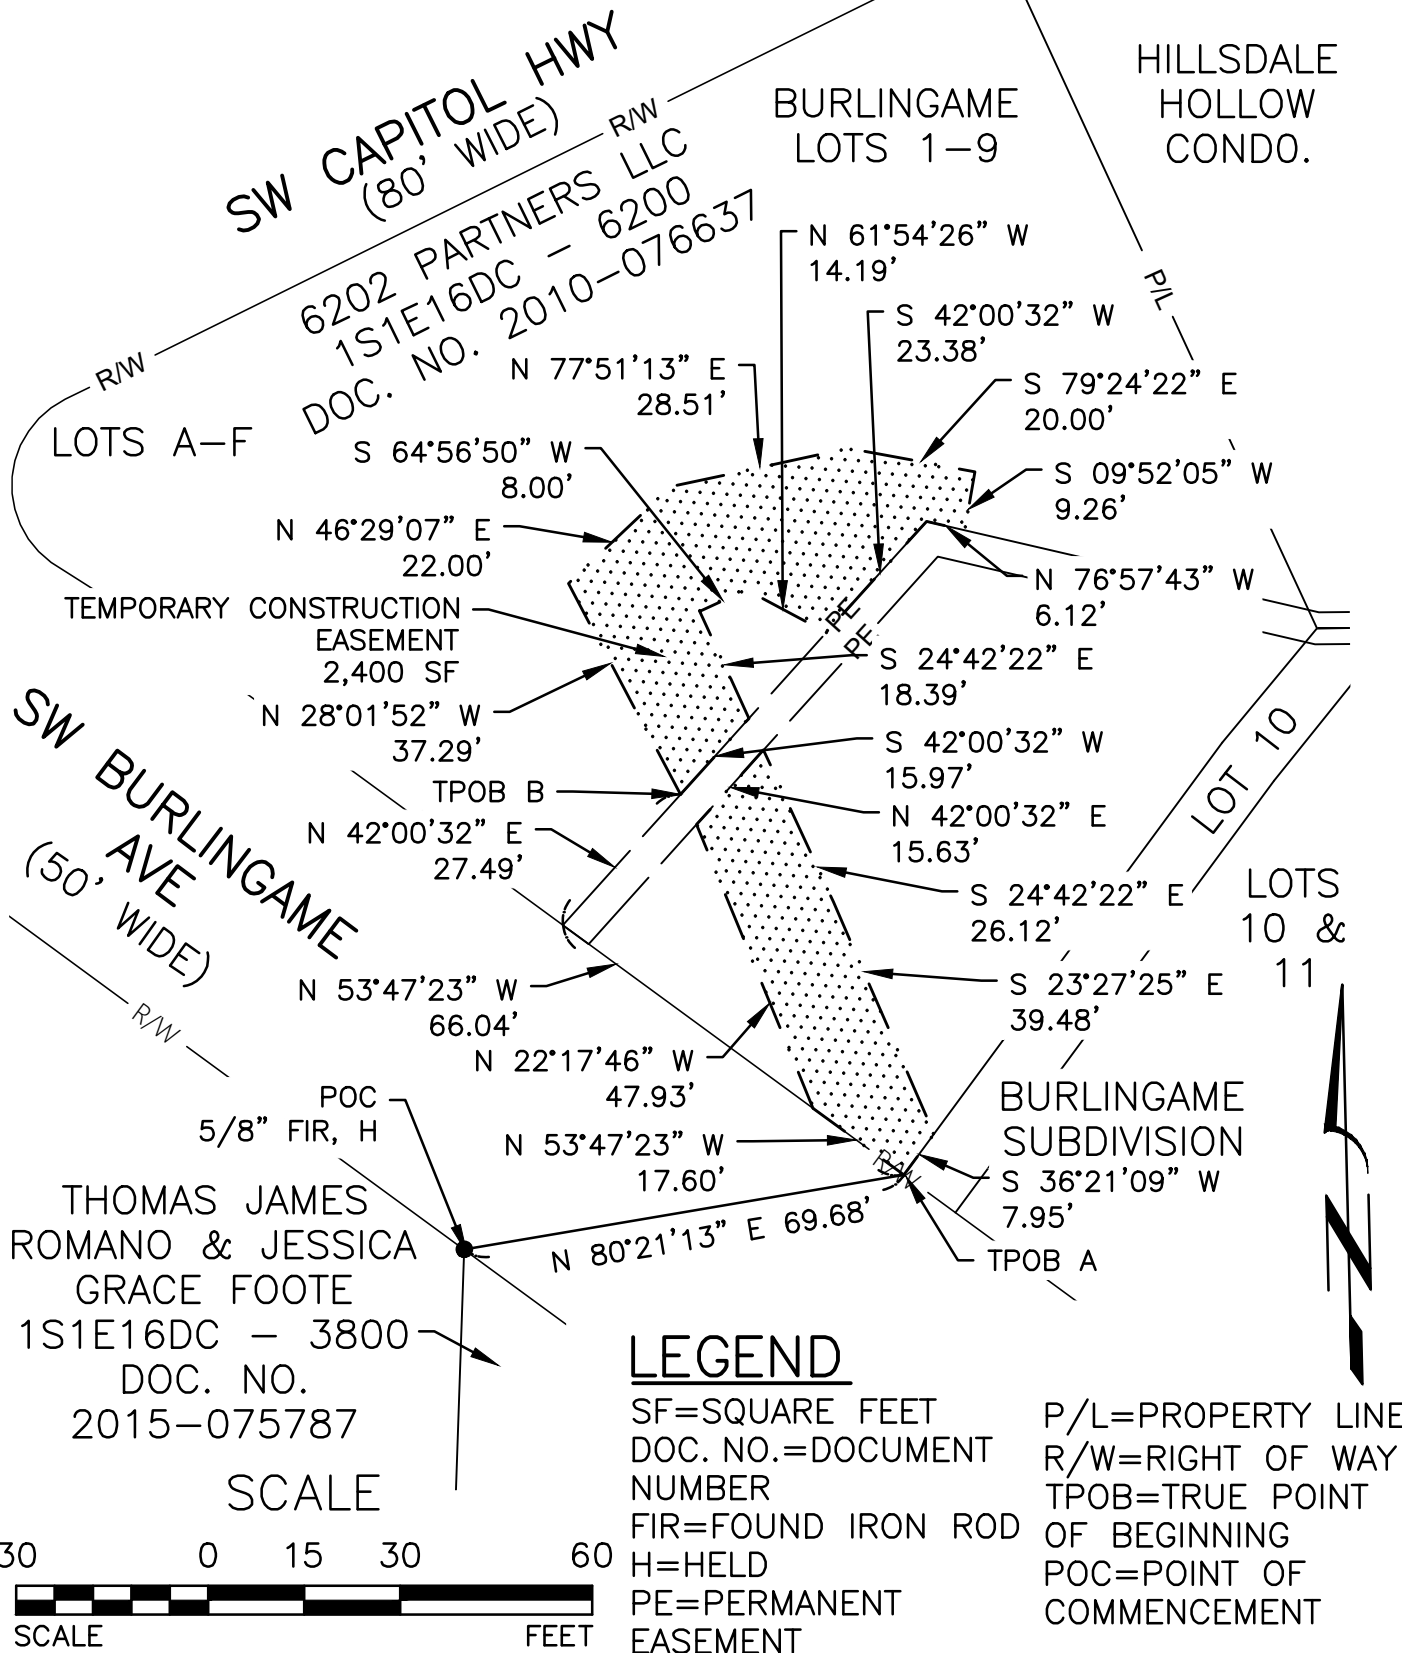 SW CAPITOL HWY
(80' WIDE)
R/W
R/W
BURLINGAME
LOTS 1-9
HILLSDALE
HOLLOW
CONDO.
6202 PARTNERS LLC
1S1E16DC - 6200
DOC. NO. 2010-076637
P/L
LOTS A-F
N 61°54'26" W
14.19'
S 42°00'32" W
23.38'
N 77°51'13" E
28.51'
S 79°24'22" E
20.00'
S 64°56'50" W
8.00'
S 09°52'05" W
9.26'
N 46°29'07" E
22.00'
N 76°57'43" W
6.12'
TEMPORARY CONSTRUCTION
EASEMENT
2,400 SF
PE
PE
S 24°42'22" E
18.39'
N 28°01'52" W
37.29'
S 42°00'32" W
15.97'
TPOB B
N 42°00'32" E
15.63'
N 42°00'32" E
27.49'
LOT 10
SW BURLINGAME
AVE
(50' WIDE)
R/W
S 24°42'22" E
26.12'
LOTS
10 &
11
N 53°47'23" W
66.04'
S 23°27'25" E
39.48'
N 22°17'46" W
47.93'
POC
5/8" FIR, H
BURLINGAME
SUBDIVISION
N 53°47'23" W
17.60'
R/W
S 36°21'09" W
7.95'
N 80°21'13" E 69.68'
TPOB A
THOMAS JAMES
ROMANO & JESSICA
GRACE FOOTE
1S1E16DC - 3800
DOC. NO.
2015-075787
N
SCALE
30 0 15 30 60
SCALE FEET
LEGEND
SF=SQUARE FEET
DOC. NO.=DOCUMENT
NUMBER
FIR=FOUND IRON ROD
H=HELD
PE=PERMANENT
EASEMENT
P/L=PROPERTY LINE
R/W=RIGHT OF WAY
TPOB=TRUE POINT
OF BEGINNING
POC=POINT OF
COMMENCEMENT